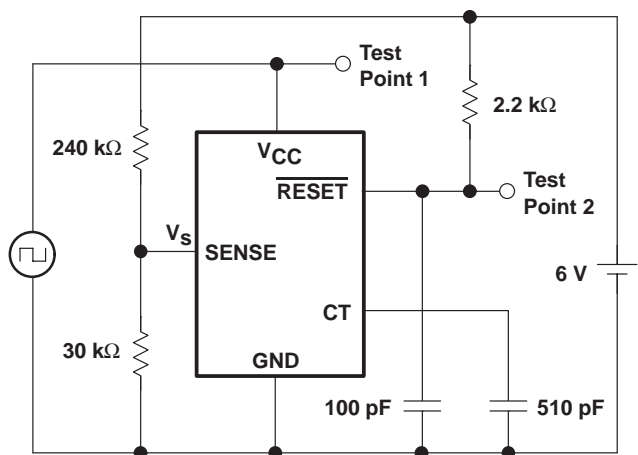 Test
Point 1
2.2 kΩ
240 kΩ
VCC
RESET
Test
Point 2
Vs
SENSE
6 V
CT
30 kΩ
GND
100 pF
510 pF